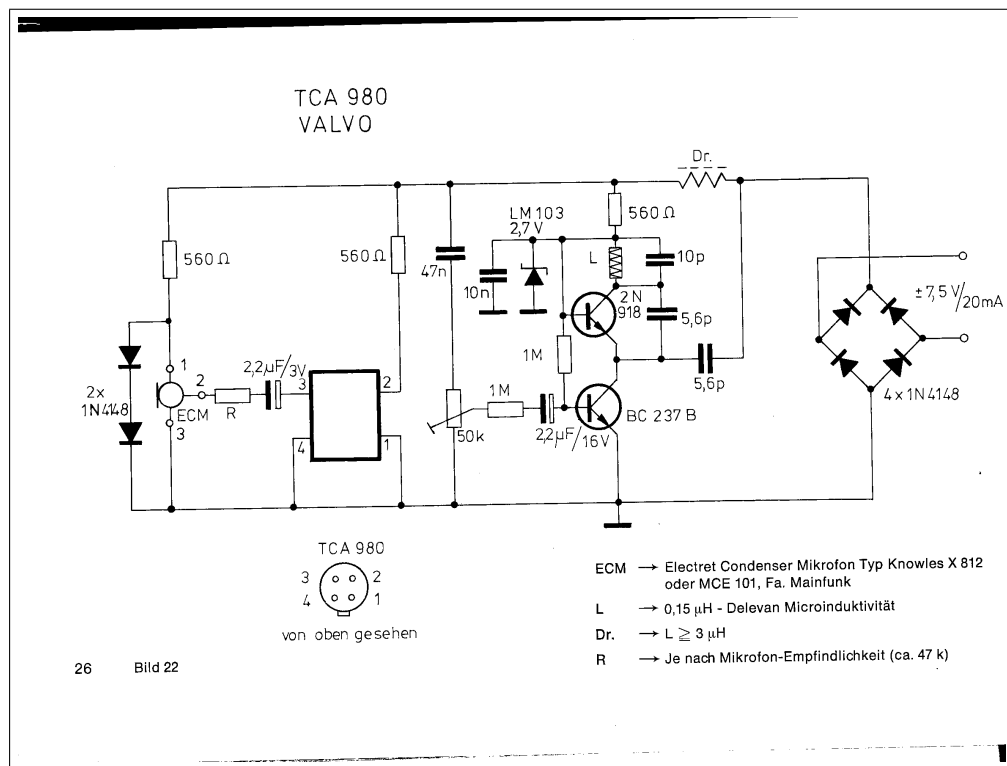 TCA 980
VALVO
Dr.
560 Ω
560 Ω
47n
LM 103
2,7 V
10n
560 Ω
L
10p
2N
918
5,6p
5,6p
±7,5 V/20mA
4x1N4148
2x
1N4148
1
2
3
ECM
R
2,2µF/3V
3
2
4
1
50k
1M
1M
2,2µF/16V
BC 237 B
TCA 980
3
2
4
1
von oben gesehen
ECM → Electret Condenser Mikrofon Typ Knowles X 812
oder MCE 101, Fa. Mainfunk
L → 0,15 µH - Delevan Microinduktivität
Dr. → L ≧ 3 µH
R → Je nach Mikrofon-Empfindlichkeit (ca. 47 k)
26 Bild 22